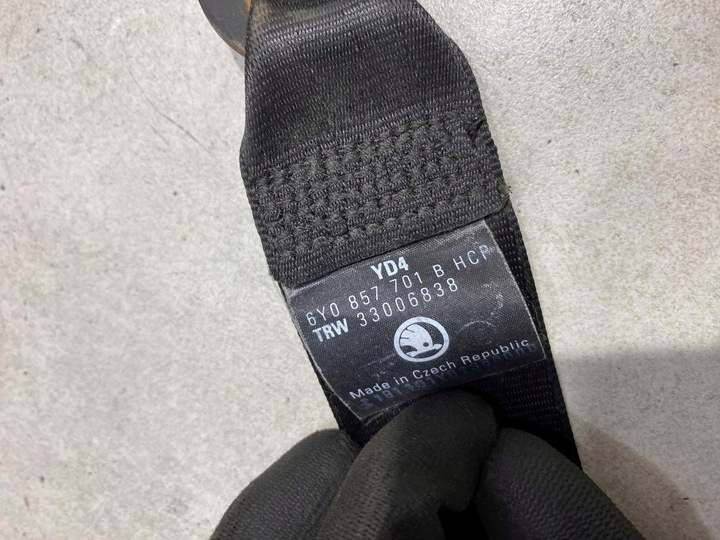 YD4
6Y0 857 701 B HCP
TRW 33006838
Made in Czech Republic